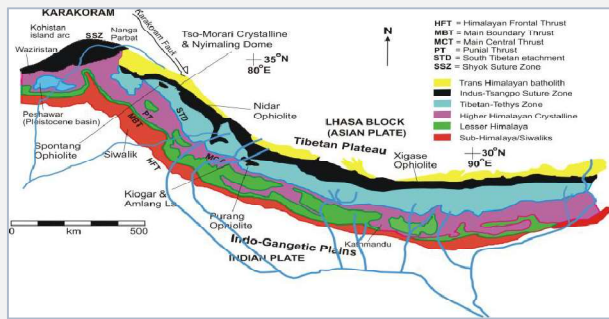 KARAKORAM
Kohistan
island arc
SSZ
Nanga
Parbat
Waziristan
Karakoram Fault
Tso-Morari Crystalline
& Nyimaling Dome
35°N
80°E
N
HFT = Himalayan Frontal Thrust
MBT = Main Boundary Thrust
MCT = Main Central Thrust
PT = Punial Thrust
STD = South Tibetan etachment
SSZ = Shyok Suture Zone
Trans Himalayan batholith
Indus-Tsangpo Suture Zone
Tibetan-Tethys Zone
Higher Himalayan Crystalline
Lesser Himalaya
Sub-Himalaya/Siwaliks
Nidar
Ophiolite
LHASA BLOCK
(ASIAN PLATE)
Tibetan Plateau
Xigase
Ophiolite
30°N
90°E
Peshawar
(Pleistocene basin)
MBT
PT
STD
Spontang
Ophiolite
Siwalik
HFT
MCT
Kiogar &
Amlang La
Purang
Ophiolite
Indo-Gangetic Plains
INDIAN PLATE
Kathmandu
0 km 500